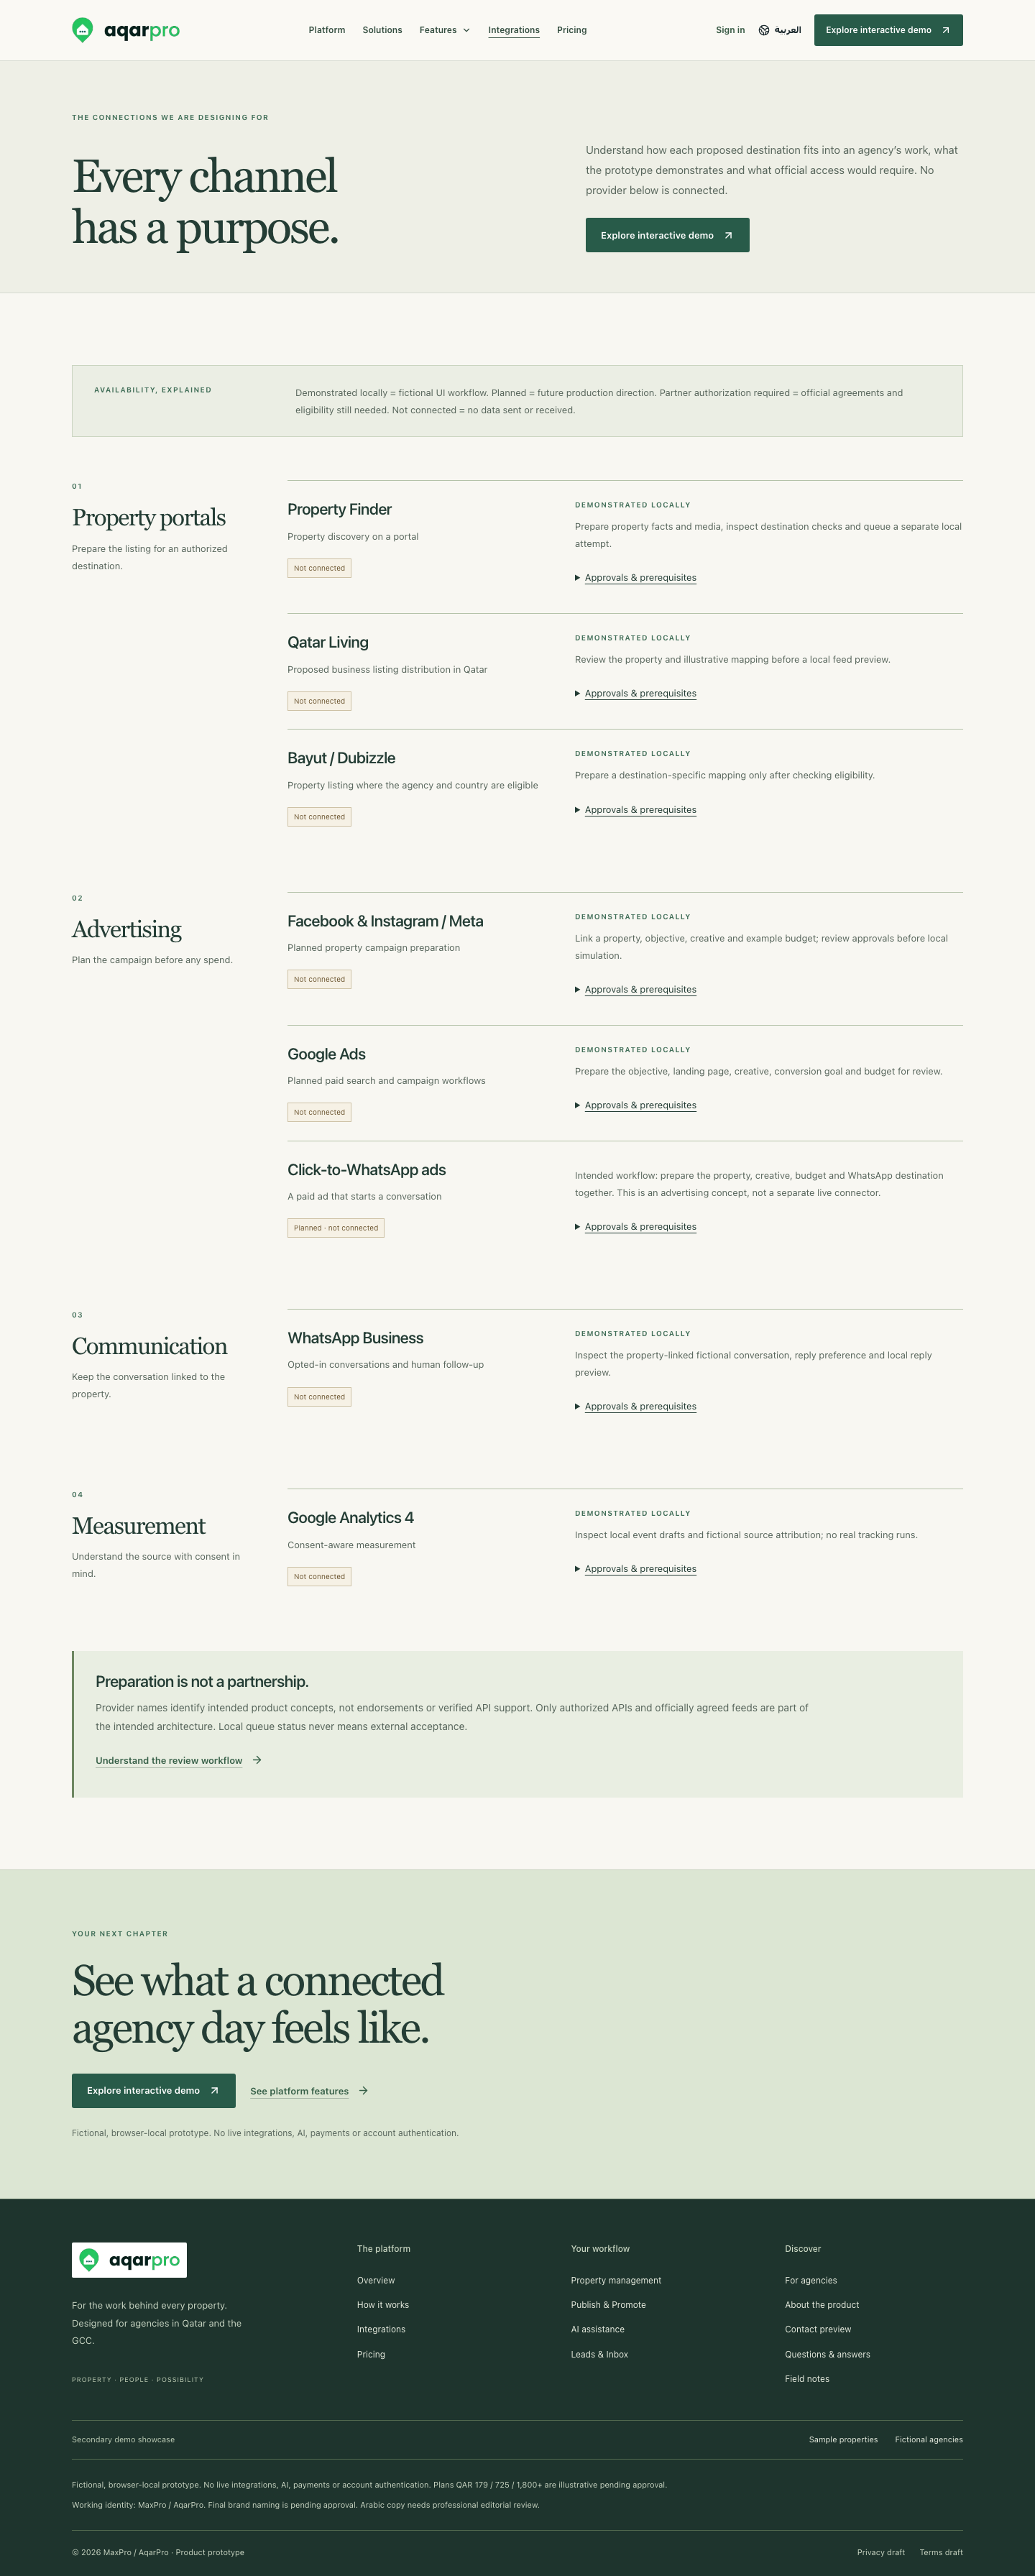 aqarpro
Platform
Solutions
Features
Integrations
Pricing
Sign in
العربية
Explore interactive demo
THE CONNECTIONS WE ARE DESIGNING FOR
Every channel
has a purpose.
Understand how each proposed destination fits into an agency's work, what
the prototype demonstrates and what official access would require. No
provider below is connected.
Explore interactive demo
AVAILABILITY, EXPLAINED
Demonstrated locally = fictional UI workflow. Planned = future production direction. Partner authorization required = official agreements and
eligibility still needed. Not connected = no data sent or received.
01
Property portals
Prepare the listing for an authorized
destination.
Property Finder
Property discovery on a portal
Not connected
DEMONSTRATED LOCALLY
Prepare property facts and media, inspect destination checks and queue a separate local
attempt.
Approvals & prerequisites
Qatar Living
Proposed business listing distribution in Qatar
Not connected
DEMONSTRATED LOCALLY
Review the property and illustrative mapping before a local feed preview.
Approvals & prerequisites
Bayut / Dubizzle
Property listing where the agency and country are eligible
Not connected
DEMONSTRATED LOCALLY
Prepare a destination-specific mapping only after checking eligibility.
Approvals & prerequisites
02
Advertising
Plan the campaign before any spend.
Facebook & Instagram / Meta
Planned property campaign preparation
Not connected
DEMONSTRATED LOCALLY
Link a property, objective, creative and example budget; review approvals before local
simulation.
Approvals & prerequisites
Google Ads
Planned paid search and campaign workflows
Not connected
DEMONSTRATED LOCALLY
Prepare the objective, landing page, creative, conversion goal and budget for review.
Approvals & prerequisites
Click-to-WhatsApp ads
A paid ad that starts a conversation
Planned · not connected
Intended workflow: prepare the property, creative, budget and WhatsApp destination
together. This is an advertising concept, not a separate live connector.
Approvals & prerequisites
03
Communication
Keep the conversation linked to the
property.
WhatsApp Business
Opted-in conversations and human follow-up
Not connected
DEMONSTRATED LOCALLY
Inspect the property-linked fictional conversation, reply preference and local reply
preview.
Approvals & prerequisites
04
Measurement
Understand the source with consent in
mind.
Google Analytics 4
Consent-aware measurement
Not connected
DEMONSTRATED LOCALLY
Inspect local event drafts and fictional source attribution; no real tracking runs.
Approvals & prerequisites
Preparation is not a partnership.
Provider names identify intended product concepts, not endorsements or verified API support. Only authorized APIs and officially agreed feeds are part of
the intended architecture. Local queue status never means external acceptance.
Understand the review workflow
YOUR NEXT CHAPTER
See what a connected
agency day feels like.
Explore interactive demo
See platform features
Fictional, browser-local prototype. No live integrations, AI, payments or account authentication.
aqarpro
For the work behind every property.
Designed for agencies in Qatar and the
GCC.
PROPERTY · PEOPLE · POSSIBILITY
The platform
Overview
How it works
Integrations
Pricing
Your workflow
Property management
Publish & Promote
AI assistance
Leads & Inbox
Discover
For agencies
About the product
Contact preview
Questions & answers
Field notes
Secondary demo showcase
Sample properties
Fictional agencies
Fictional, browser-local prototype. No live integrations, AI, payments or account authentication. Plans QAR 179 / 725 / 1,800+ are illustrative pending approval.
Working identity: MaxPro / AqarPro. Final brand naming is pending approval. Arabic copy needs professional editorial review.
© 2026 MaxPro / AqarPro · Product prototype
Privacy draft
Terms draft